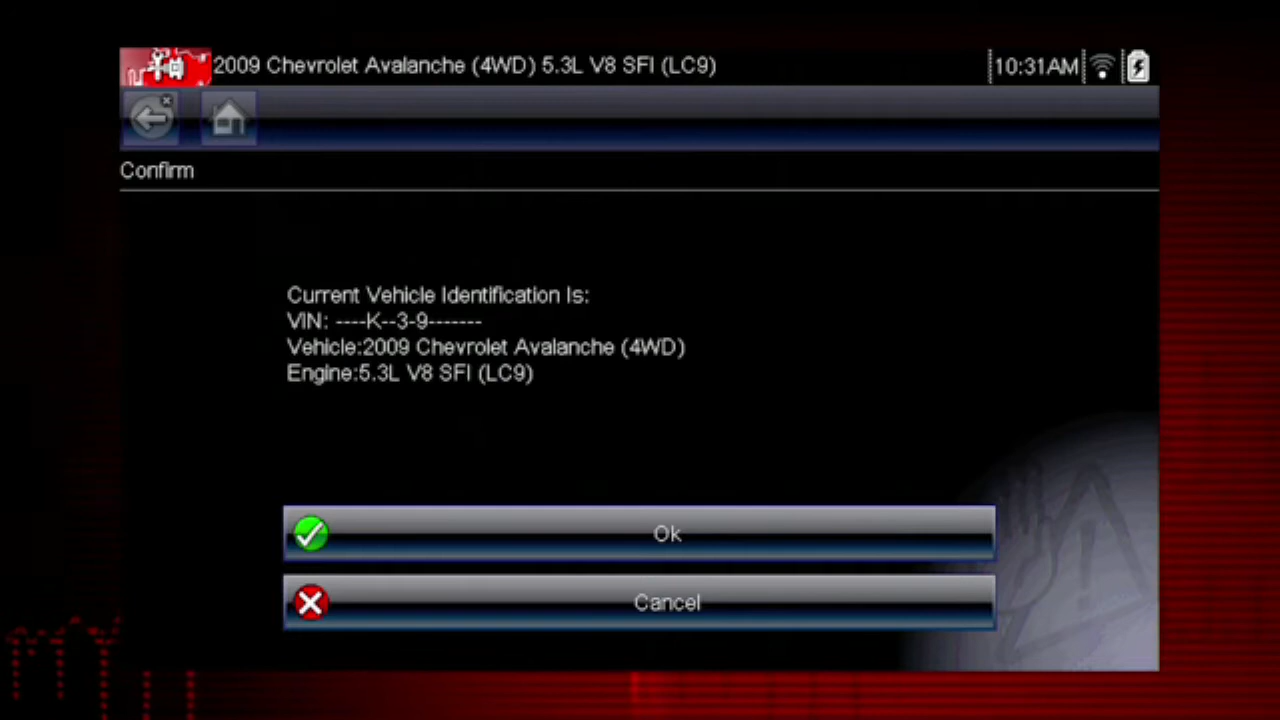 2009 Chevrolet Avalanche (4WD) 5.3L V8 SFI (LC9)
10:31AM
Confirm
Current Vehicle Identification Is:
VIN: ----K--3-9-------
Vehicle:2009 Chevrolet Avalanche (4WD)
Engine:5.3L V8 SFI (LC9)
Ok
Cancel